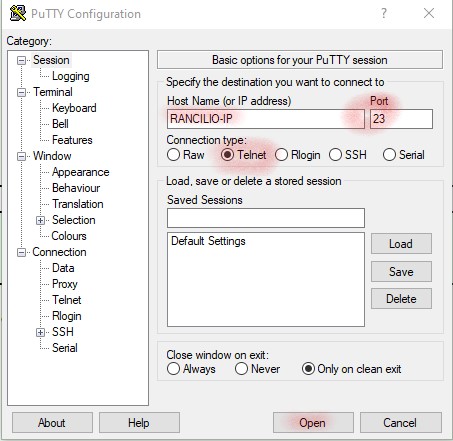 PuTTY Configuration
? ×
Category:
Session
Logging
Terminal
Keyboard
Bell
Features
Window
Appearance
Behaviour
Translation
Selection
Colours
Connection
Data
Proxy
Telnet
Rlogin
SSH
Serial
Basic options for your PuTTY session
Specify the destination you want to connect to
Host Name (or IP address) Port
RANCILIO-IP 23
Connection type:
Raw Telnet Rlogin SSH Serial
Load, save or delete a stored session
Saved Sessions
Default Settings
Load
Save
Delete
Close window on exit:
Always Never Only on clean exit
About Help Open Cancel